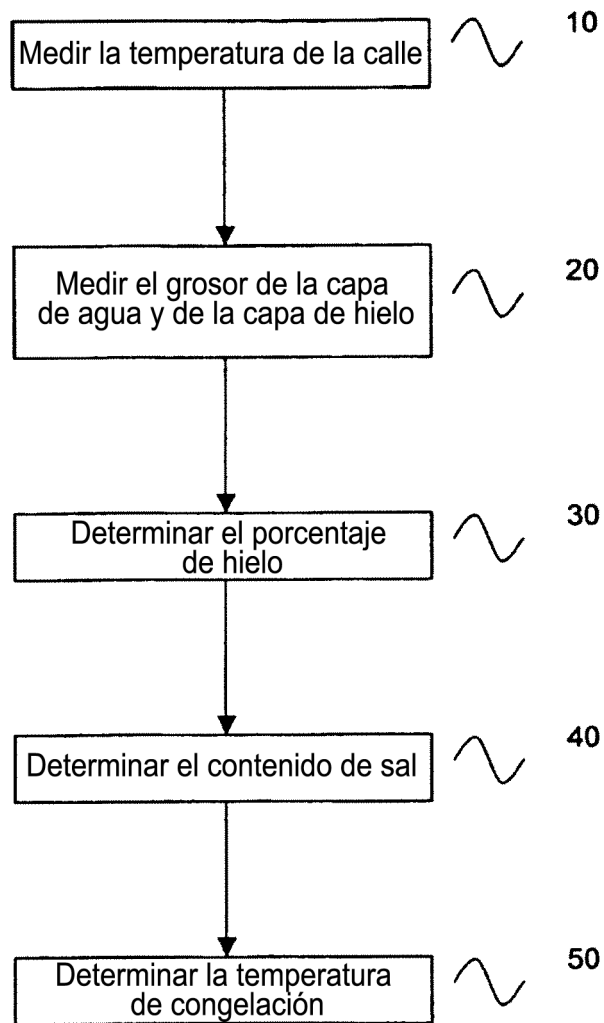 10
Medir la temperatura de la calle
20
Medir el grosor de la capa
de agua y de la capa de hielo
30
Determinar el porcentaje
de hielo
40
Determinar el contenido de sal
50
Determinar la temperatura
de congelación